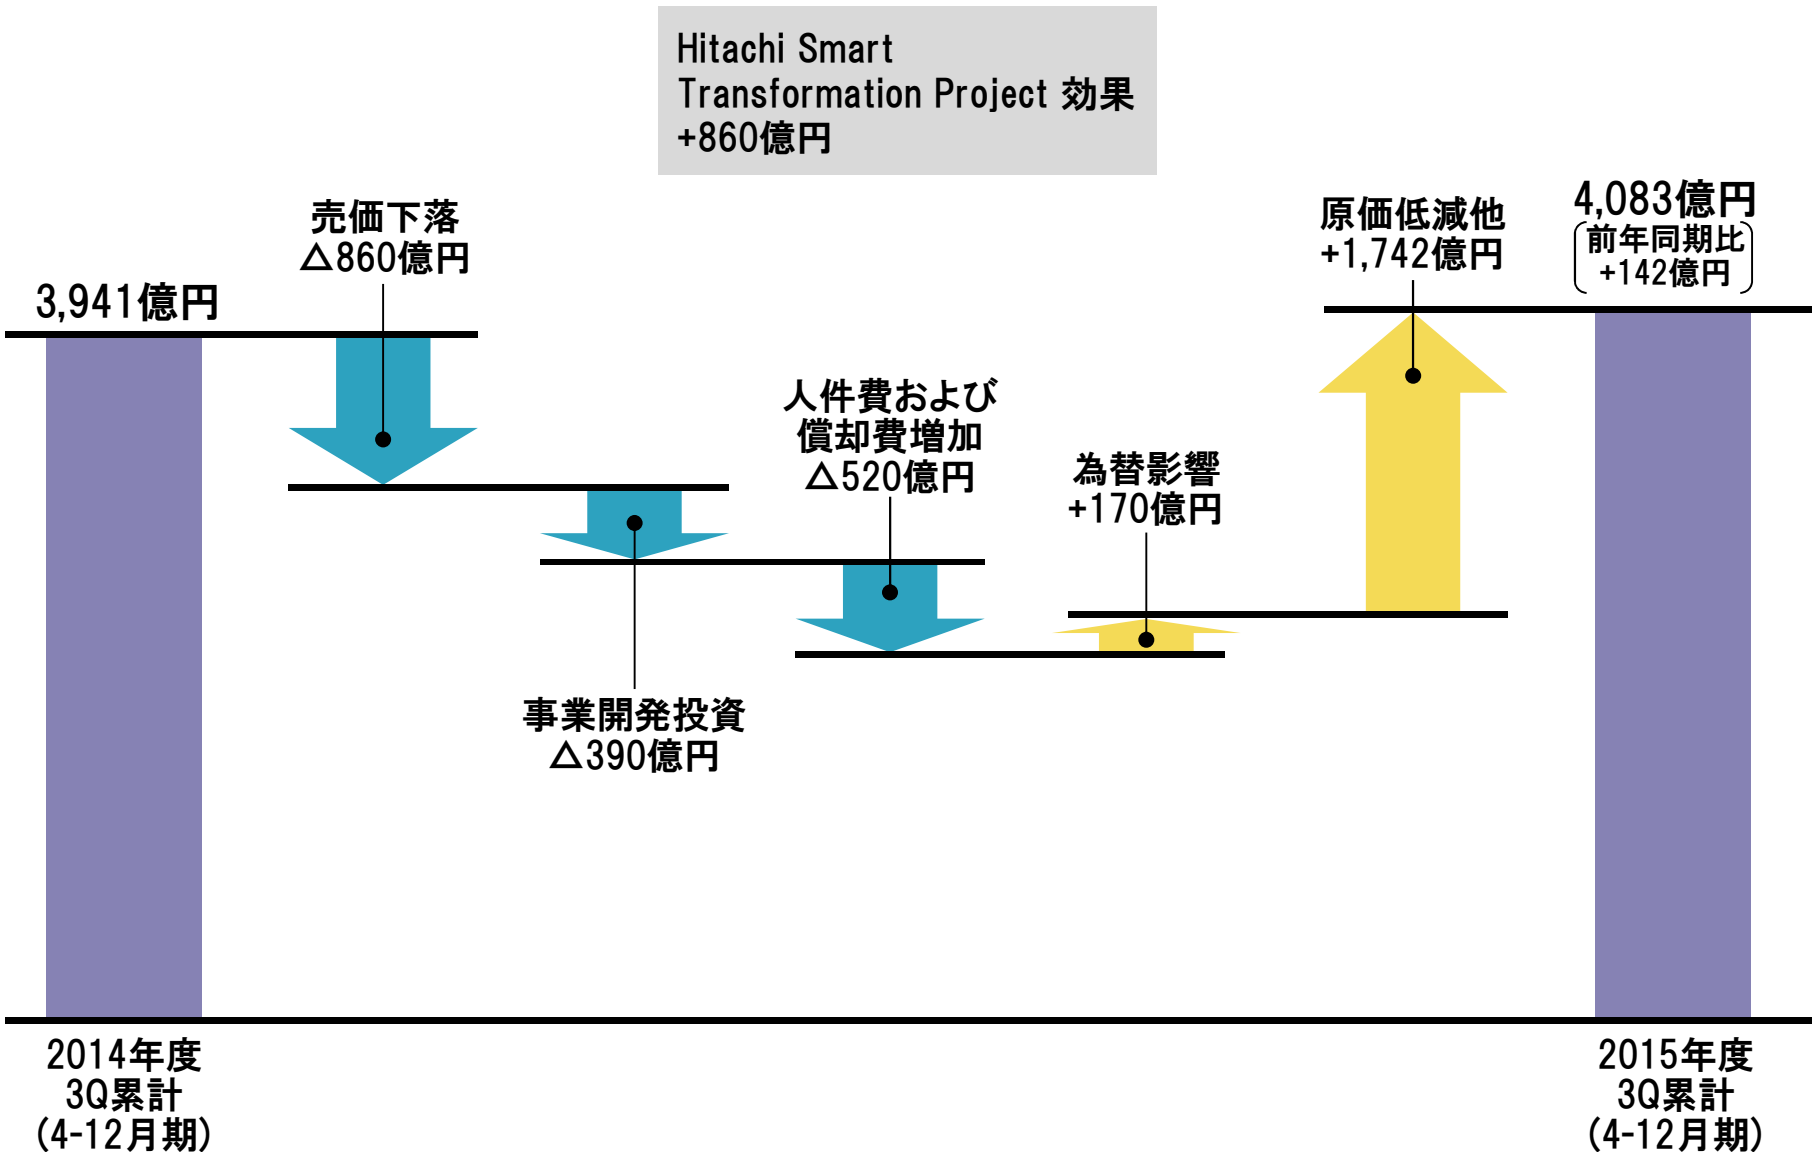 Hitachi Smart
Transformation Project 効果
+860億円
3,941億円
売価下落
△860億円
事業開発投資
△390億円
人件費および
償却費増加
△520億円
為替影響
+170億円
原価低減他
+1,742億円
4,083億円
前年同期比
+142億円
2014年度
3Q累計
(4-12月期)
2015年度
3Q累計
(4-12月期)